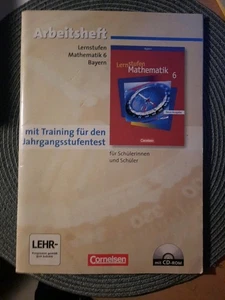 Arbeitsheft
Lernstufen
Mathematik 6
Bayern
Lernstufen
Mathematik 6
Cornelsen
mit Training für den
Jahrgangsstufentest
für Schülerinnen
und Schüler
LEHR-
Cornelsen
mit CD-ROM